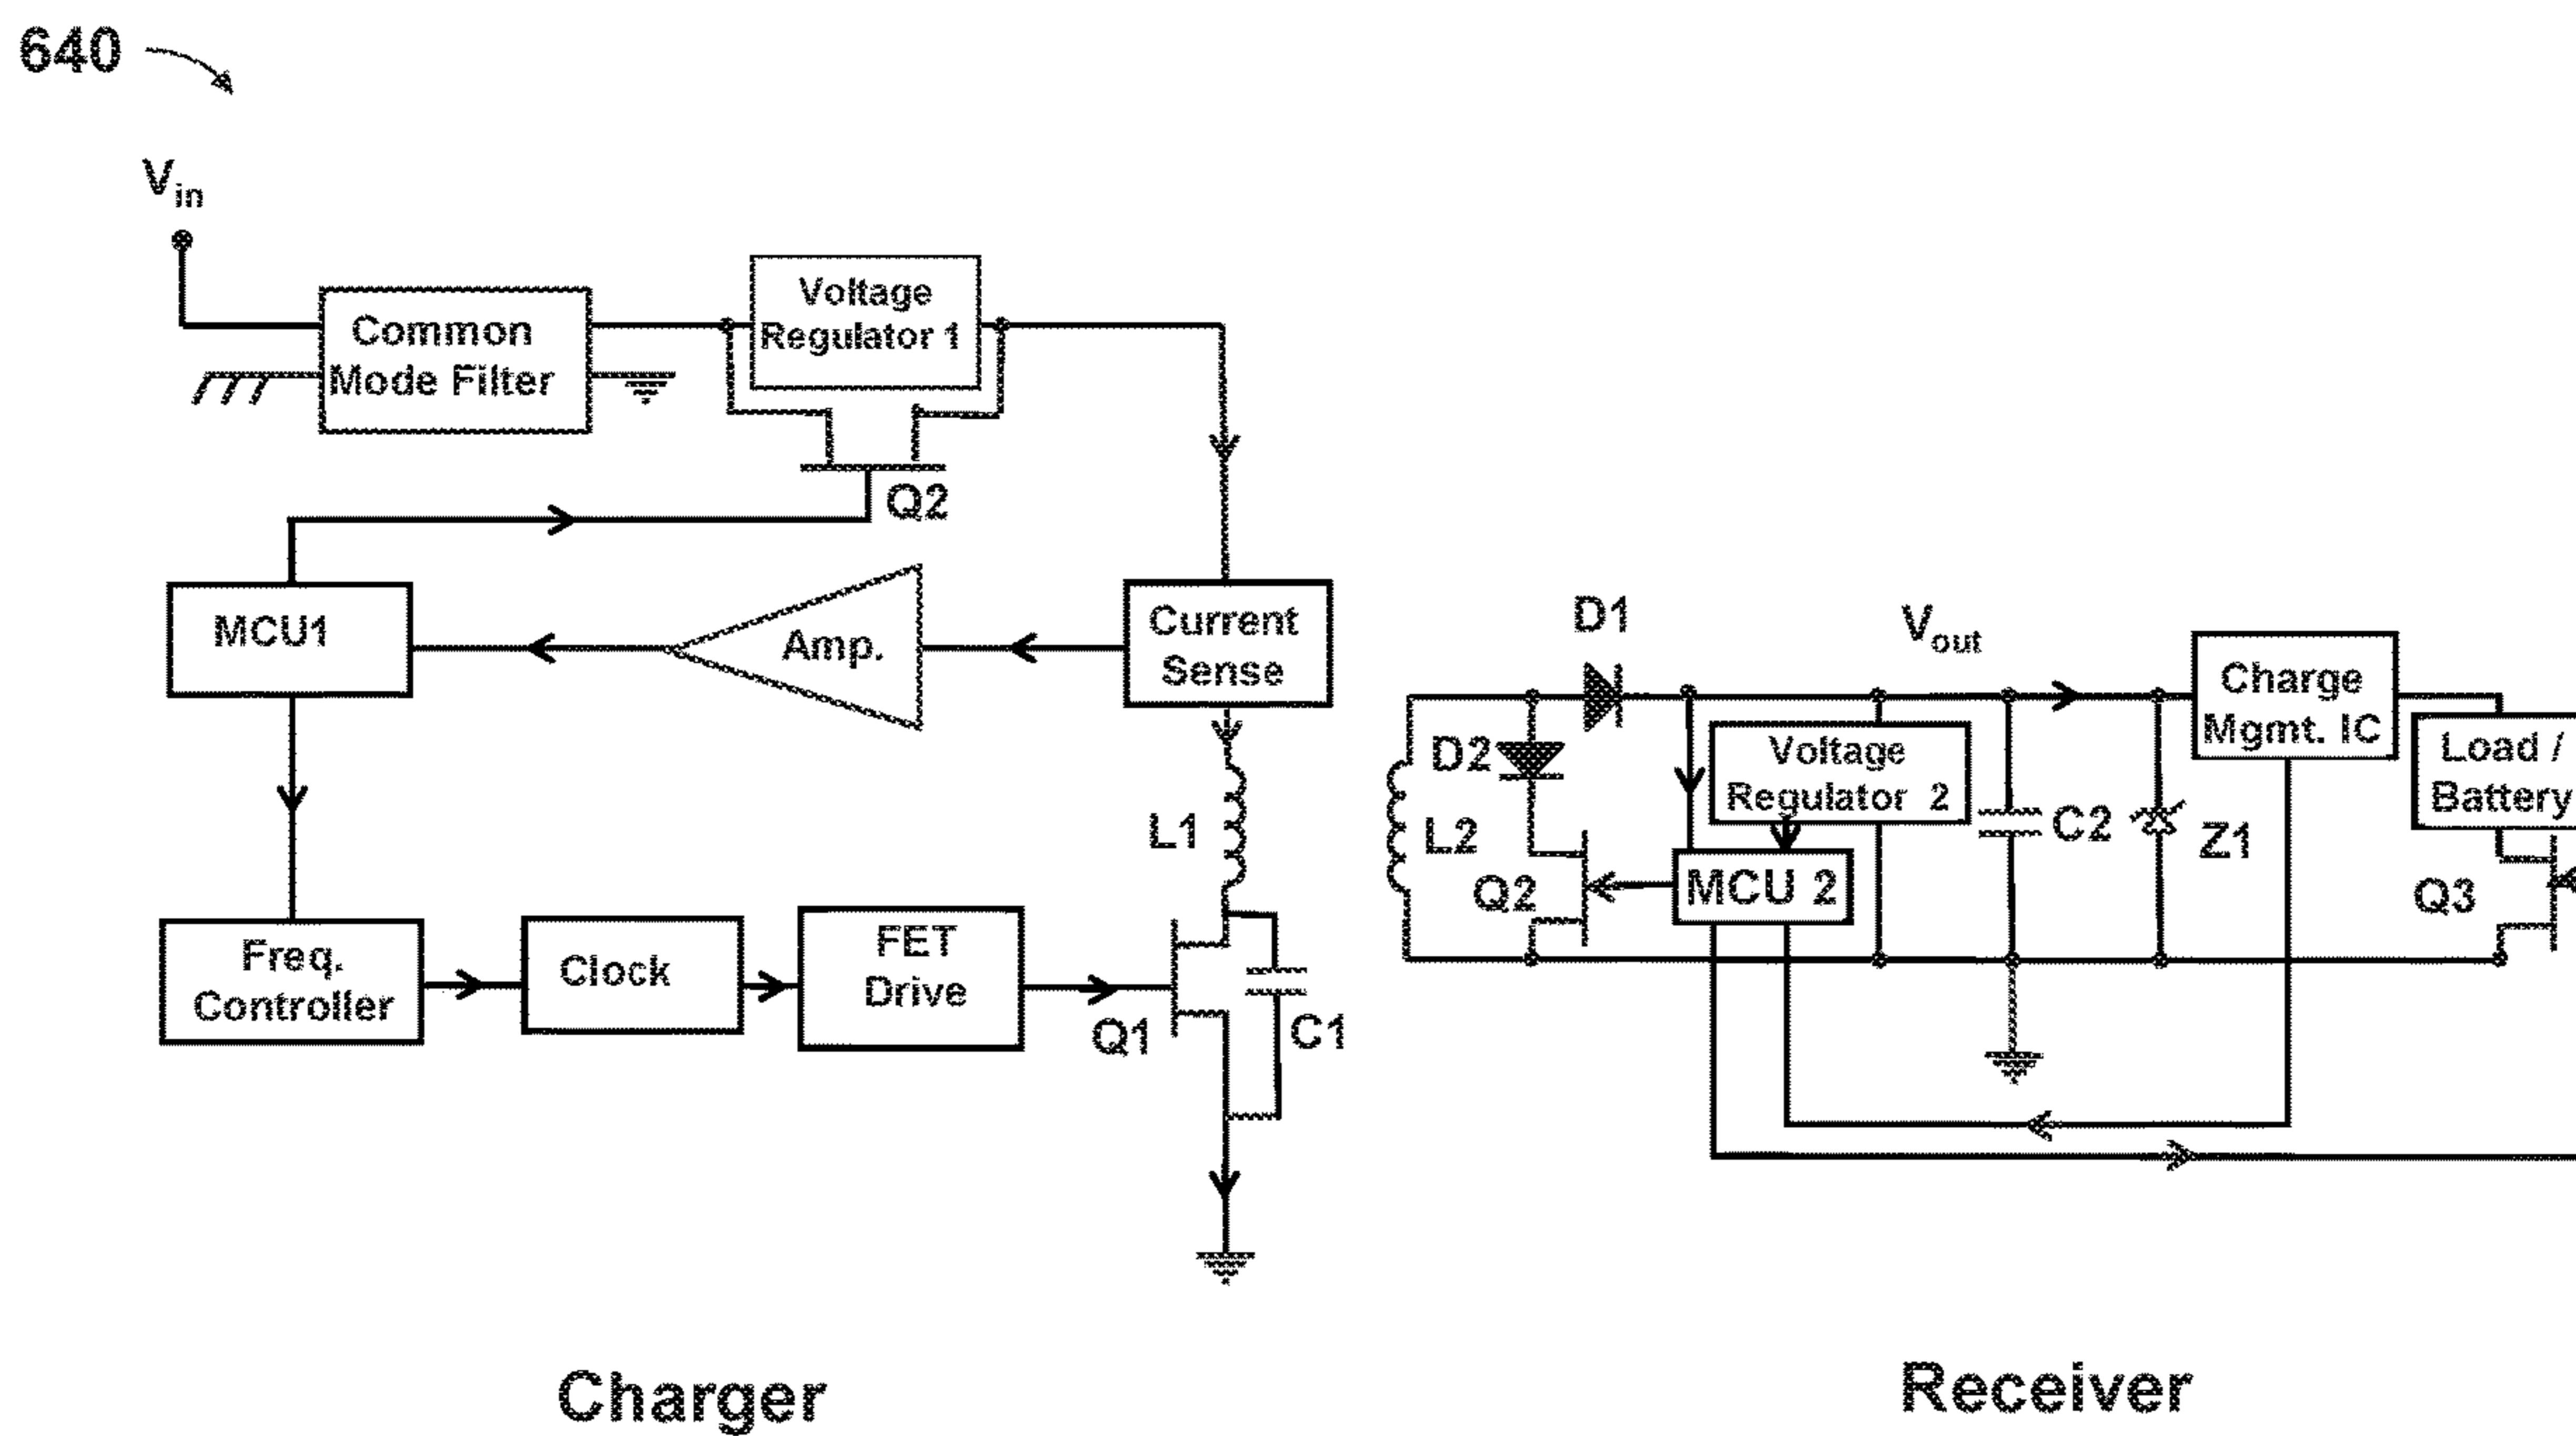 640
Vin
Common
Mode Filter
Voltage
Regulator 1
Q2
MCU1
Amp.
Current
Sense
L1
Freq.
Controller
Clock
FET
Drive
Q1
C1
Charger
D1
Vout
Charge
Mgmt. IC
D2
Voltage
Regulator 2
Load /
Battery
L2
C2
Z1
Q2
MCU 2
Q3
Receiver